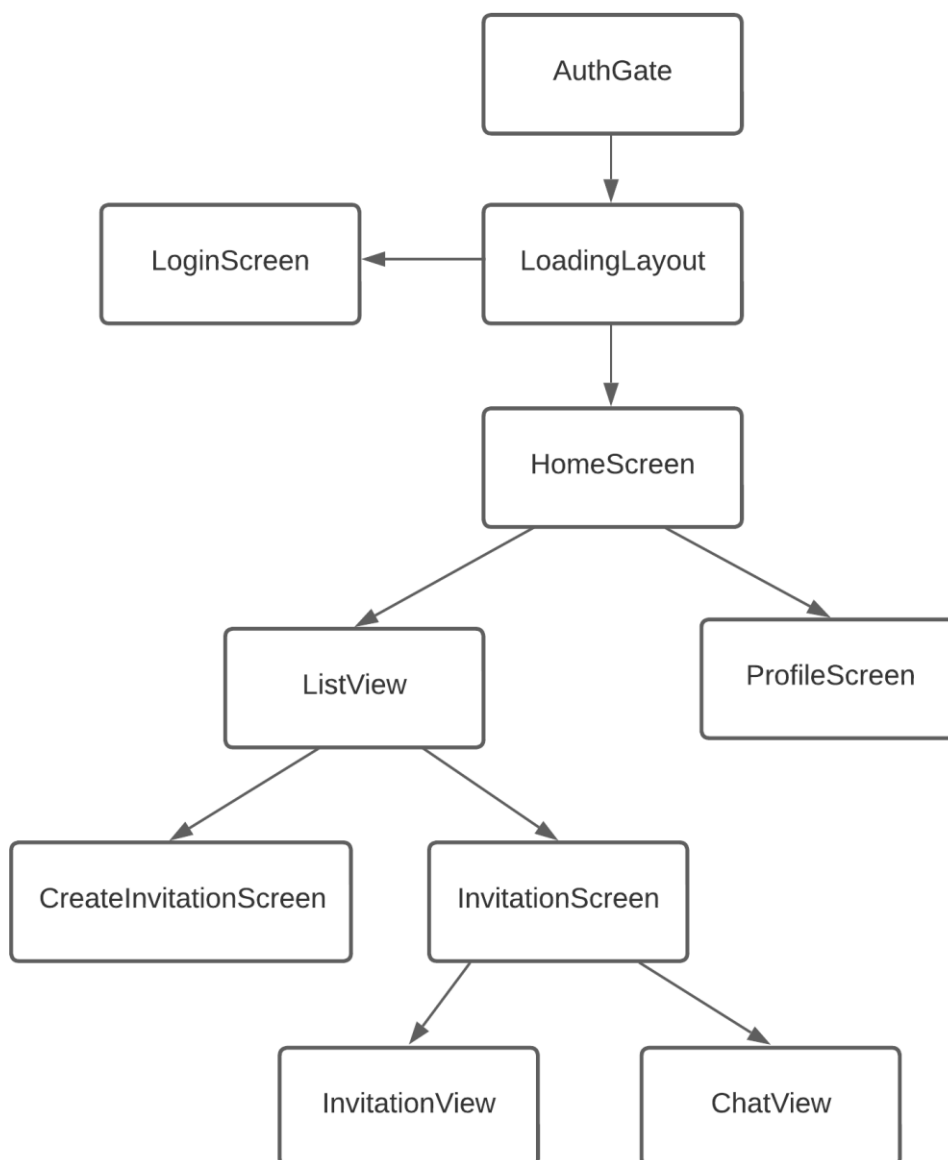 AuthGate
LoginScreen
LoadingLayout
HomeScreen
ListView
ProfileScreen
CreateInvitationScreen
InvitationScreen
InvitationView
ChatView